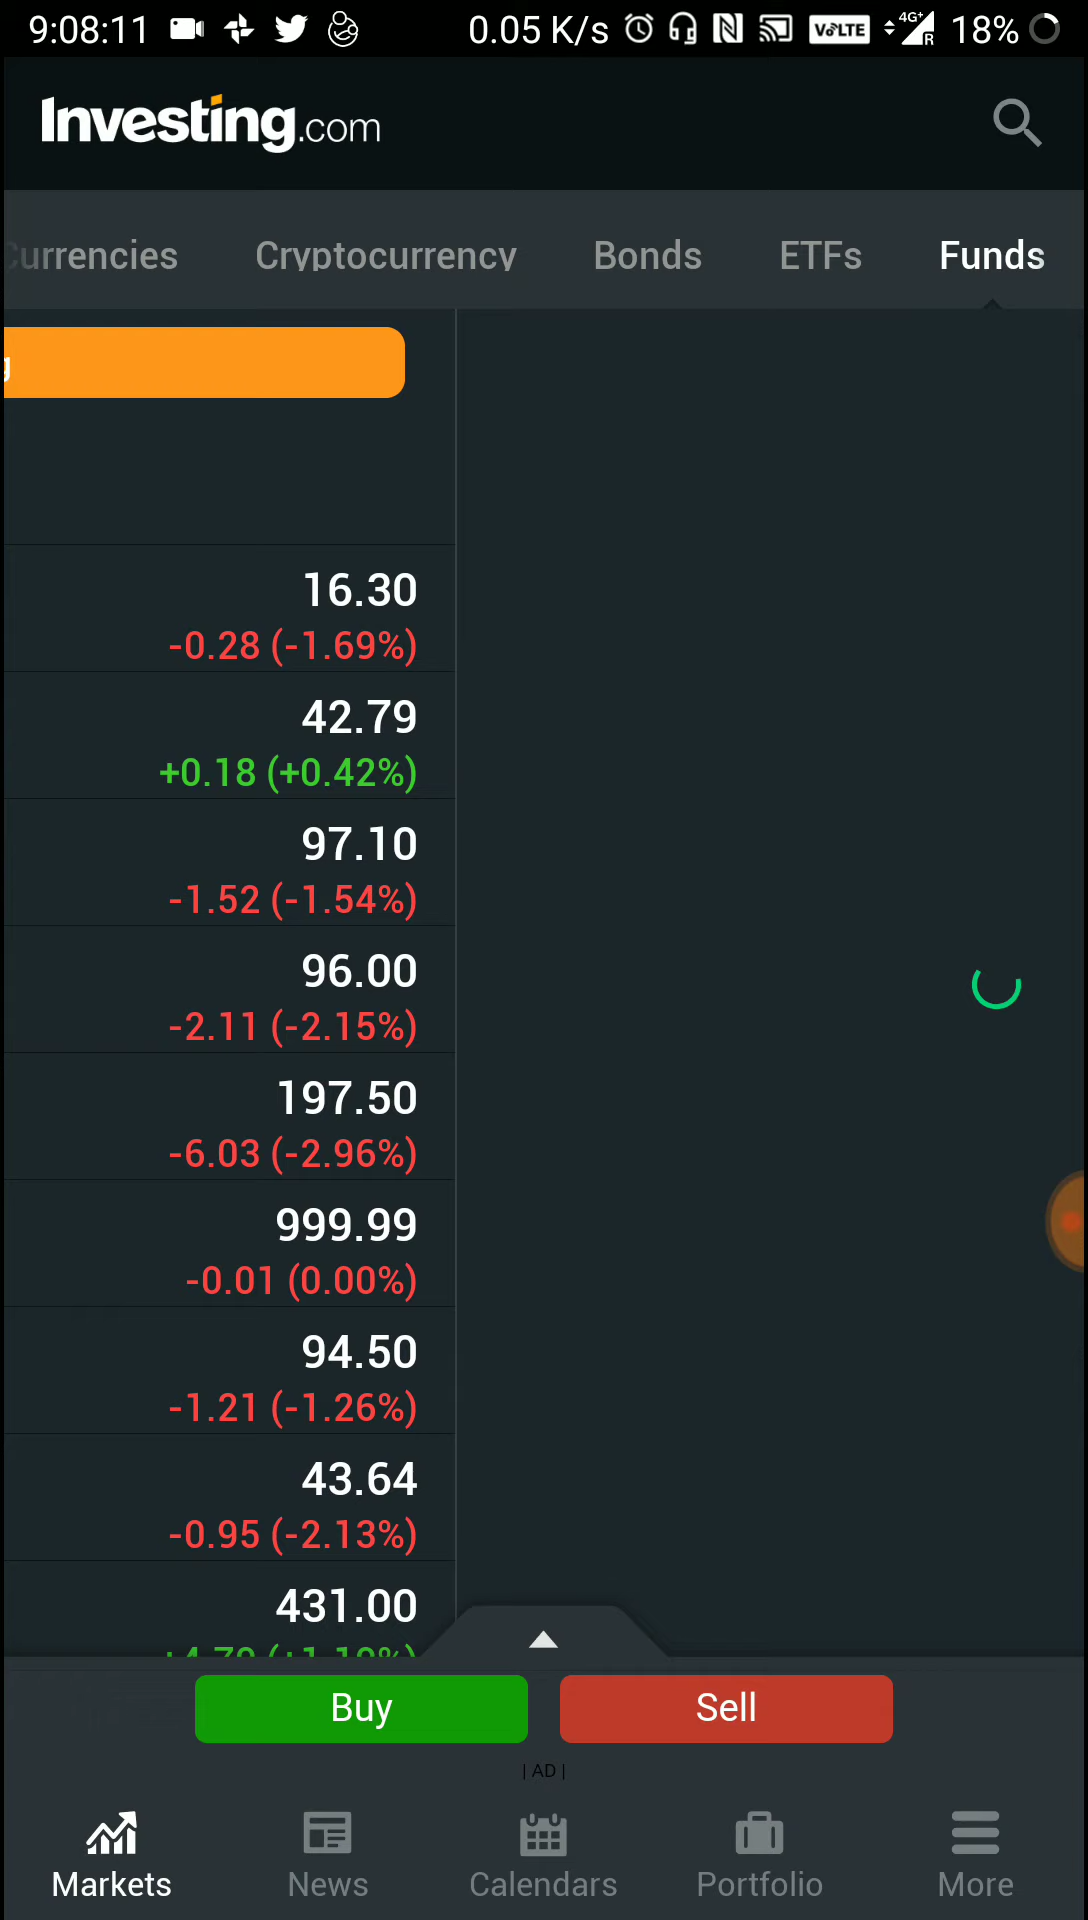 9:08:11 0.05 K/s VoLTE 4G+ R 18%
Investing.com
Currencies Cryptocurrency Bonds ETFs Funds
g
16.30
-0.28 (-1.69%)
42.79
+0.18 (+0.42%)
97.10
-1.52 (-1.54%)
96.00
-2.11 (-2.15%)
197.50
-6.03 (-2.96%)
999.99
-0.01 (0.00%)
94.50
-1.21 (-1.26%)
43.64
-0.95 (-2.13%)
431.00
Buy Sell
| AD |
Markets News Calendars Portfolio More